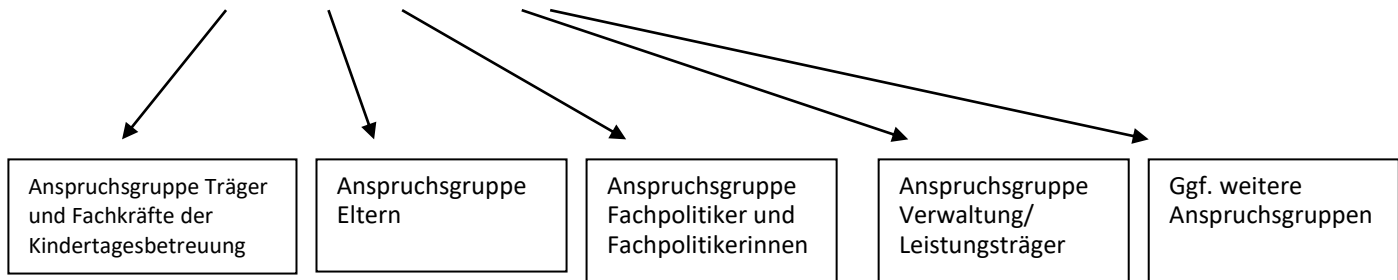 Anspruchsgruppe Träger
und Fachkräfte der
Kindertagesbetreuung
Anspruchsgruppe
Eltern
Anspruchsgruppe
Fachpolitiker und
Fachpolitikerinnen
Anspruchsgruppe
Verwaltung/
Leistungsträger
Ggf. weitere
Anspruchsgruppen